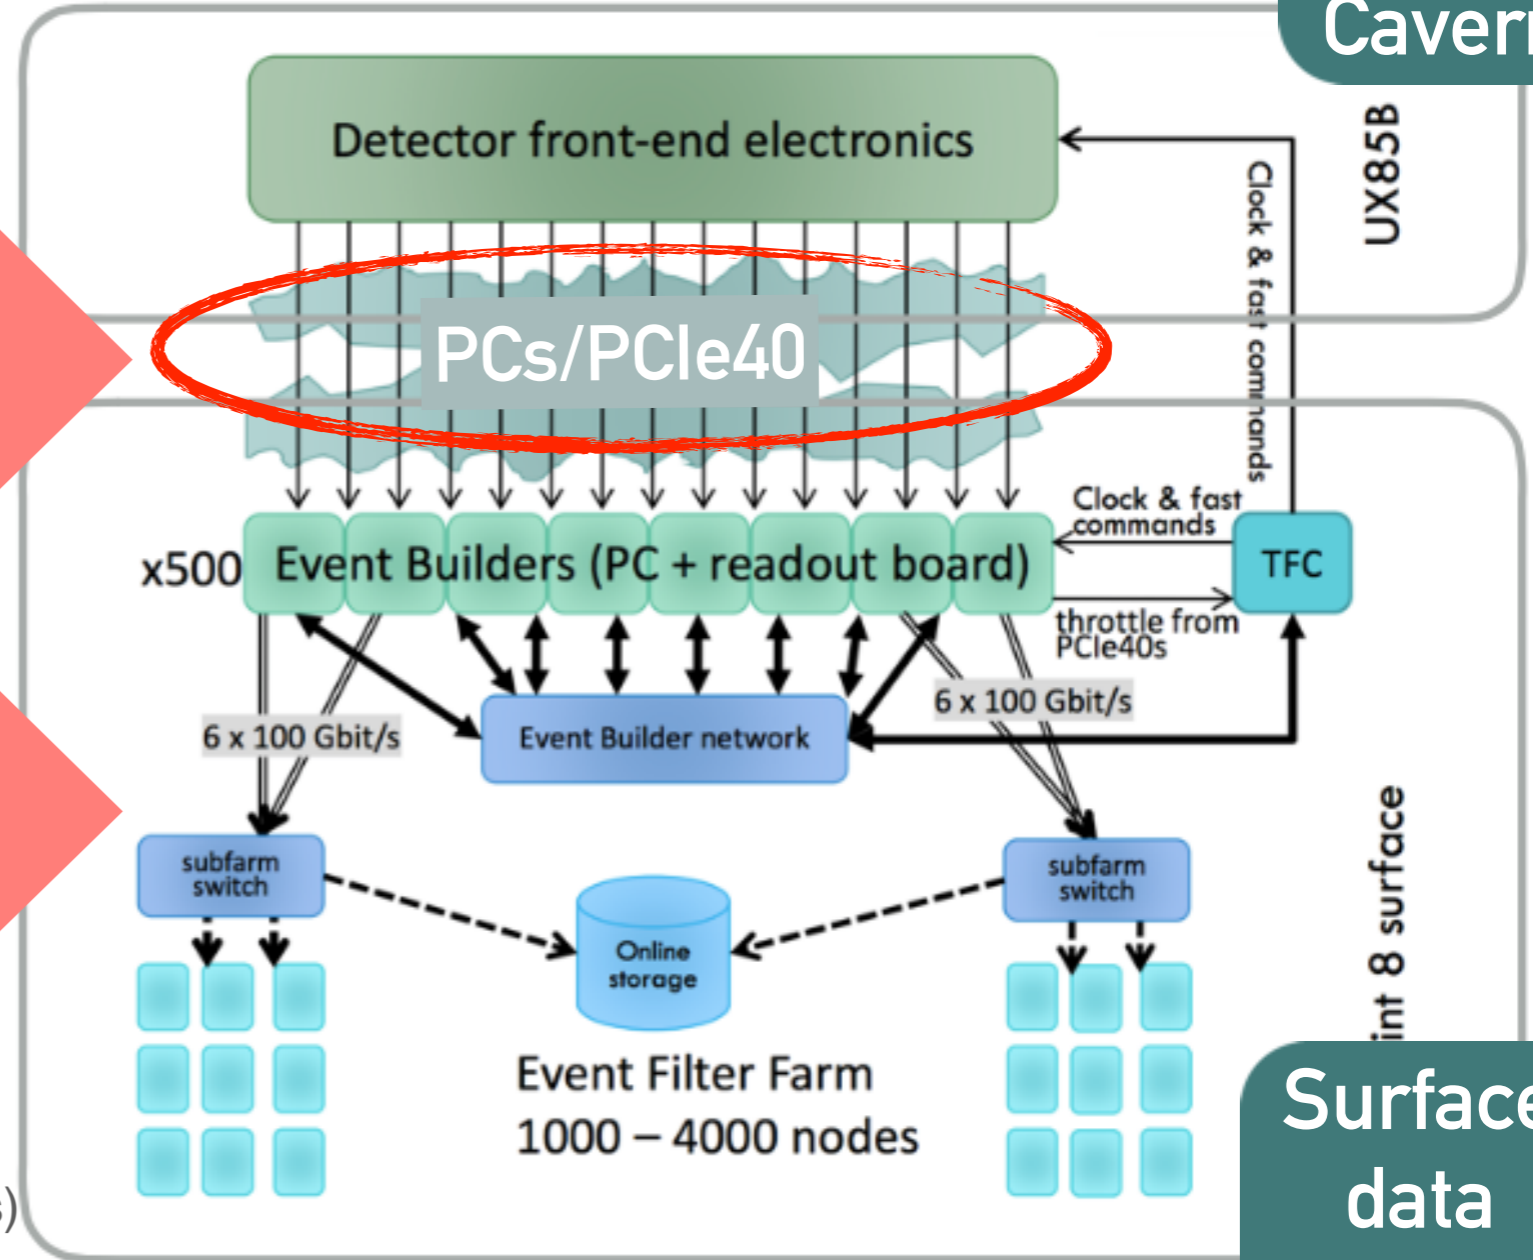 Cavern
Detector front-end electronics
UX85B
Clock & fast commands
PCs/PCIe40
Clock & fast
commands
x500
Event Builders (PC + readout board)
TFC
throttle from
PCIe40s
6 x 100 Gbit/s
6 x 100 Gbit/s
Event Builder network
subfarm
switch
subfarm
switch
Online
storage
int 8 surface
Event Filter Farm
1000 – 4000 nodes
Surface
data
s)